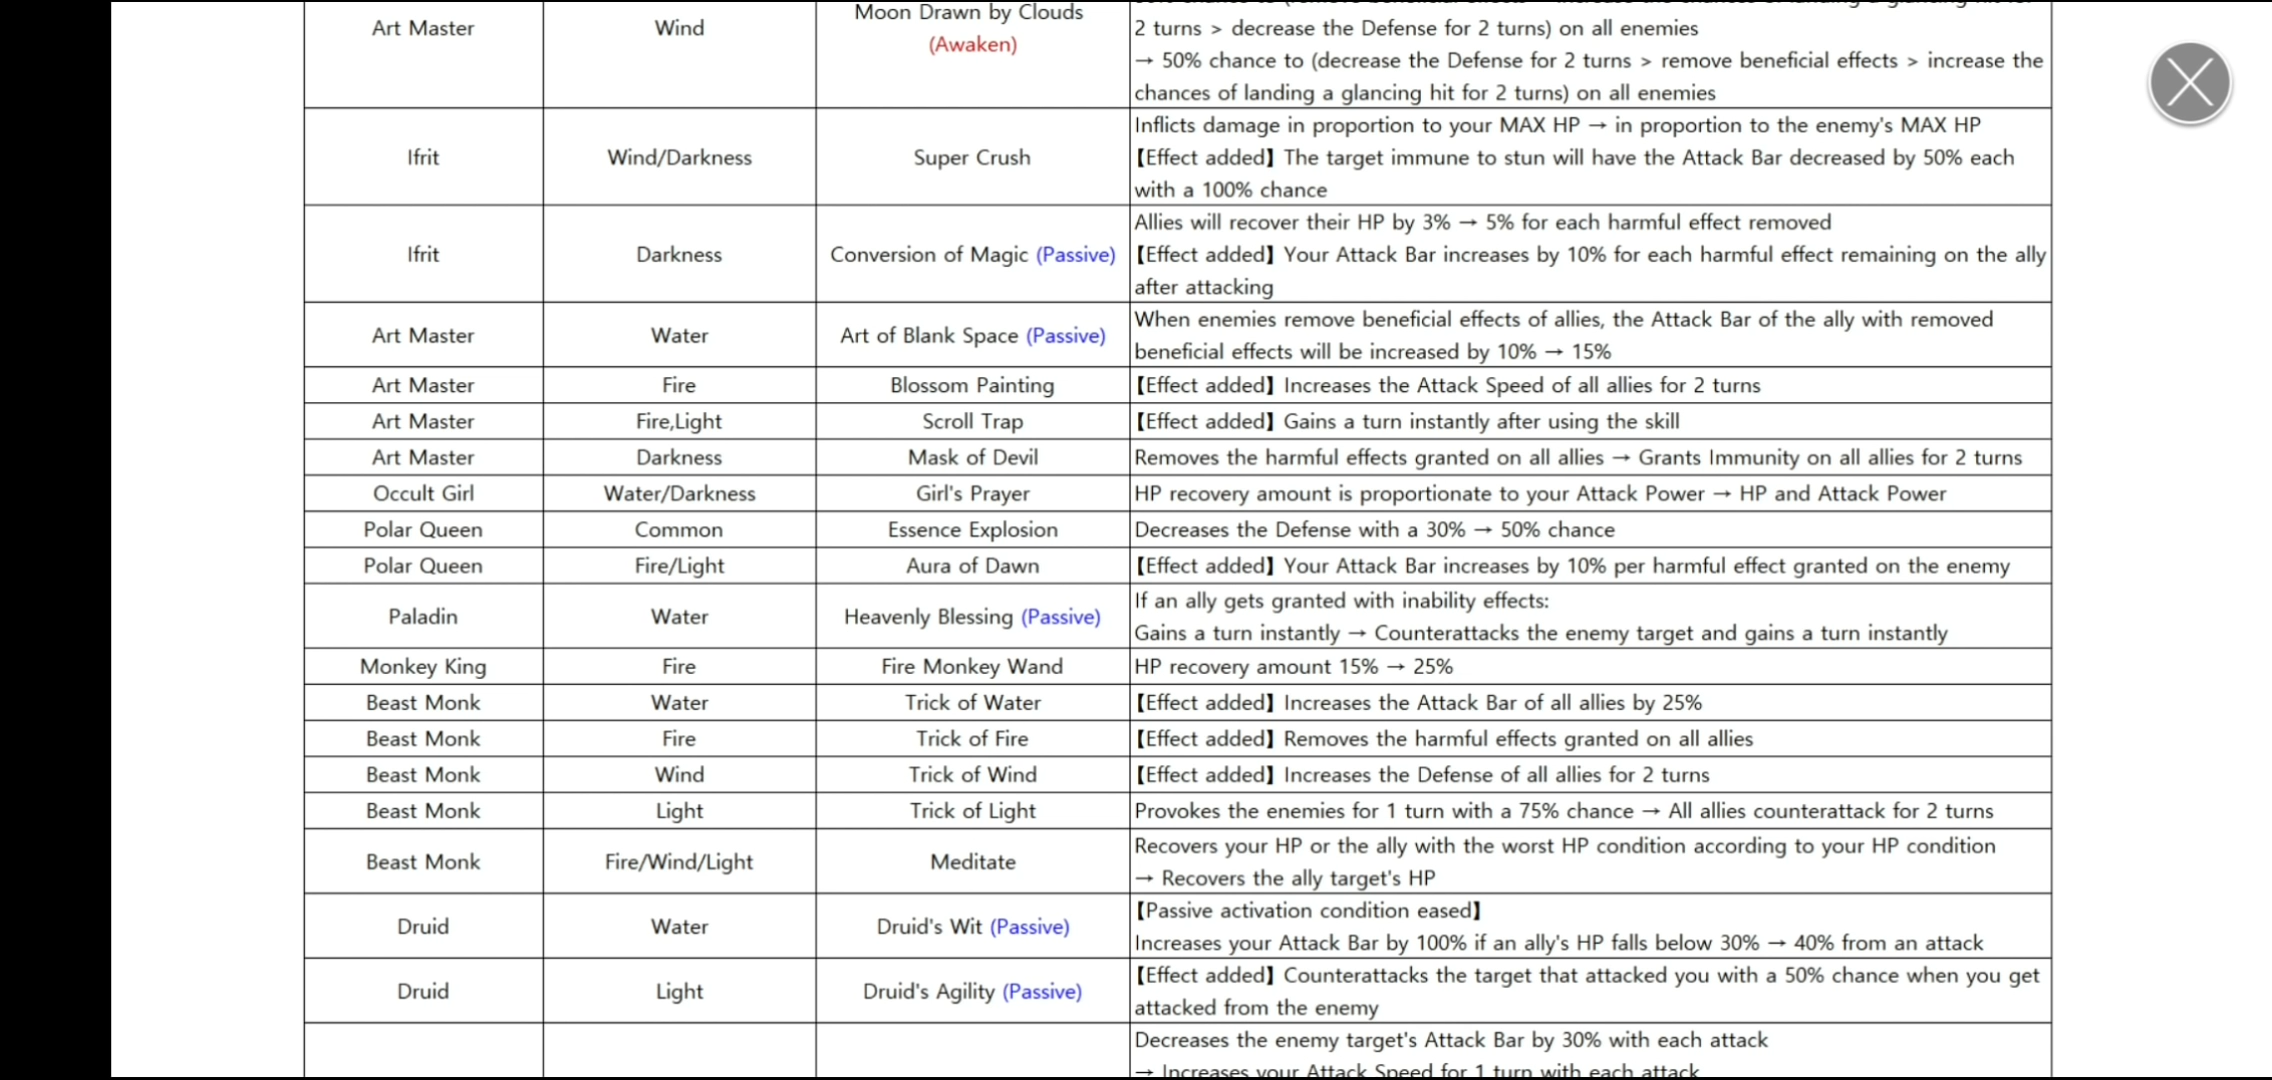 2 turns > decrease the Defense for 2 turns) on all enemies
Art Master Wind Moon Drawn by Clouds
(Awaken)
→ 50% chance to (decrease the Defense for 2 turns > remove beneficial effects > increase the
chances of landing a glancing hit for 2 turns) on all enemies
Ifrit Wind/Darkness Super Crush
Inflicts damage in proportion to your MAX HP → in proportion to the enemy's MAX HP
【Effect added】The target immune to stun will have the Attack Bar decreased by 50% each
with a 100% chance
Ifrit Darkness Conversion of Magic (Passive)
Allies will recover their HP by 3% → 5% for each harmful effect removed
【Effect added】Your Attack Bar increases by 10% for each harmful effect remaining on the ally
after attacking
Art Master Water Art of Blank Space (Passive)
When enemies remove beneficial effects of allies, the Attack Bar of the ally with removed
beneficial effects will be increased by 10% → 15%
Art Master Fire Blossom Painting 【Effect added】Increases the Attack Speed of all allies for 2 turns
Art Master Fire,Light Scroll Trap 【Effect added】Gains a turn instantly after using the skill
Art Master Darkness Mask of Devil Removes the harmful effects granted on all allies → Grants Immunity on all allies for 2 turns
Occult Girl Water/Darkness Girl's Prayer HP recovery amount is proportionate to your Attack Power → HP and Attack Power
Polar Queen Common Essence Explosion Decreases the Defense with a 30% → 50% chance
Polar Queen Fire/Light Aura of Dawn 【Effect added】Your Attack Bar increases by 10% per harmful effect granted on the enemy
Paladin Water Heavenly Blessing (Passive)
If an ally gets granted with inability effects:
Gains a turn instantly → Counterattacks the enemy target and gains a turn instantly
Monkey King Fire Fire Monkey Wand HP recovery amount 15% → 25%
Beast Monk Water Trick of Water 【Effect added】Increases the Attack Bar of all allies by 25%
Beast Monk Fire Trick of Fire 【Effect added】Removes the harmful effects granted on all allies
Beast Monk Wind Trick of Wind 【Effect added】Increases the Defense of all allies for 2 turns
Beast Monk Light Trick of Light Provokes the enemies for 1 turn with a 75% chance → All allies counterattack for 2 turns
Beast Monk Fire/Wind/Light Meditate
Recovers your HP or the ally with the worst HP condition according to your HP condition
→ Recovers the ally target's HP
Druid Water Druid's Wit (Passive)
【Passive activation condition eased】
Increases your Attack Bar by 100% if an ally's HP falls below 30% → 40% from an attack
Druid Light Druid's Agility (Passive)
【Effect added】Counterattacks the target that attacked you with a 50% chance when you get
attacked from the enemy
Decreases the enemy target's Attack Bar by 30% with each attack
→ Increases your Attack Speed for 1 turn with each attack